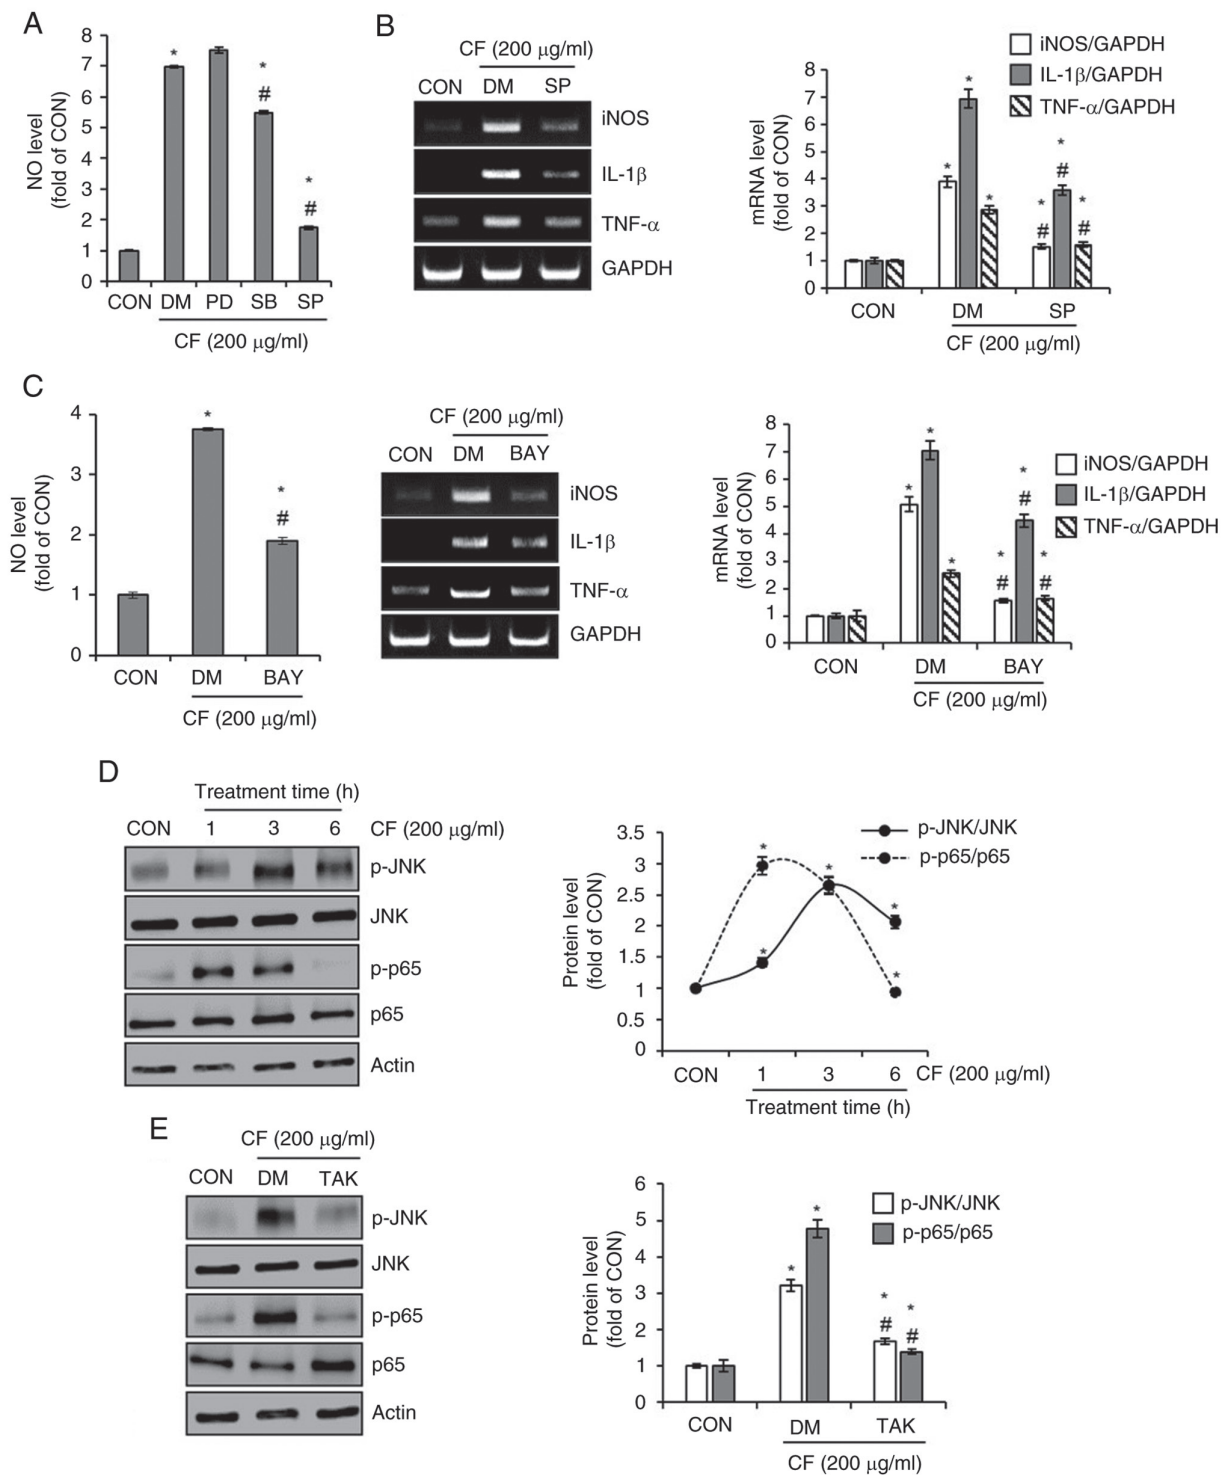 A
NO level
(fold of CON)
8
7
6
5
4
3
2
1
0
*
*
#
*
#
CON DM PD SB SP
CF (200 μg/ml)
B
CF (200 μg/ml)
CON DM SP
iNOS
IL-1β
TNF-α
GAPDH
iNOS/GAPDH
IL-1β/GAPDH
TNF-α/GAPDH
mRNA level
(fold of CON)
8
7
6
5
4
3
2
1
0
* * *
* * *
# # #
CON DM SP
CF (200 μg/ml)
C
NO level
(fold of CON)
4
3
2
1
0
*
*
#
CON DM BAY
CF (200 μg/ml)
CF (200 μg/ml)
CON DM BAY
iNOS
IL-1β
TNF-α
GAPDH
mRNA level
(fold of CON)
8
7
6
5
4
3
2
1
0
* * *
* * *
# # #
iNOS/GAPDH
IL-1β/GAPDH
TNF-α/GAPDH
CON DM BAY
CF (200 μg/ml)
D
Treatment time (h)
CON 1 3 6 CF (200 μg/ml)
p-JNK
JNK
p-p65
p65
Actin
Protein level
(fold of CON)
3.5
3
2.5
2
1.5
1
0.5
0
* * *
* *
p-JNK/JNK
p-p65/p65
CON 1 3 6 CF (200 μg/ml)
Treatment time (h)
E
CF (200 μg/ml)
CON DM TAK
p-JNK
JNK
p-p65
p65
Actin
Protein level
(fold of CON)
6
5
4
3
2
1
0
* *
* *
# #
p-JNK/JNK
p-p65/p65
CON DM TAK
CF (200 μg/ml)